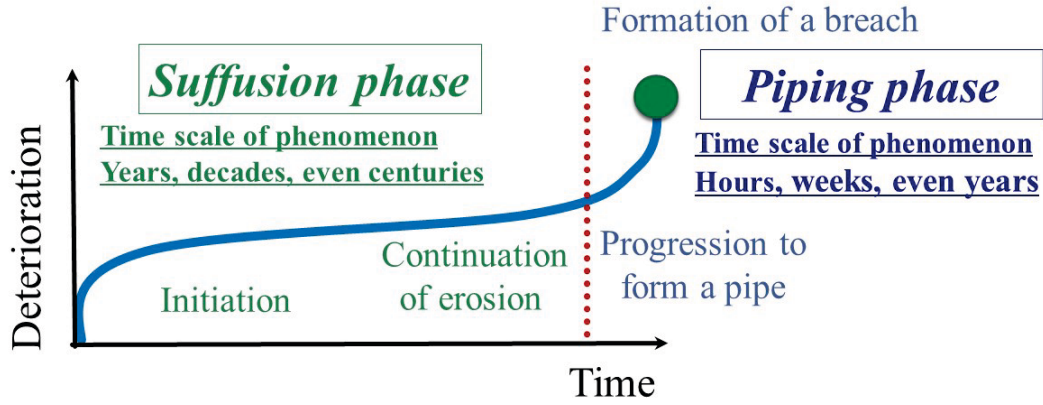 Formation of a breach
Suffusion phase
Time scale of phenomenon
Years, decades, even centuries
Piping phase
Time scale of phenomenon
Hours, weeks, even years
Deterioration
Initiation
Continuation
of erosion
Progression to
form a pipe
Time